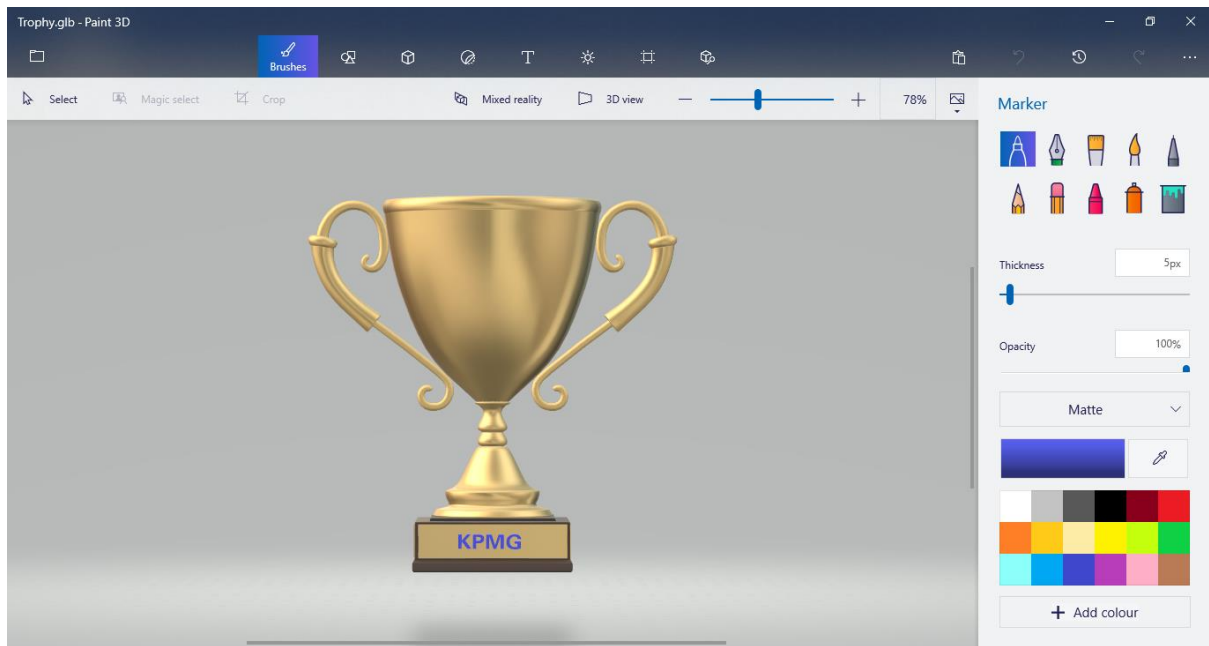 Trophy.glb - Paint 3D
Brushes
Select Magic select Crop Mixed reality 3D view 78%
Marker
Thickness 5px
Opacity 100%
Matte
Add colour
KPMG